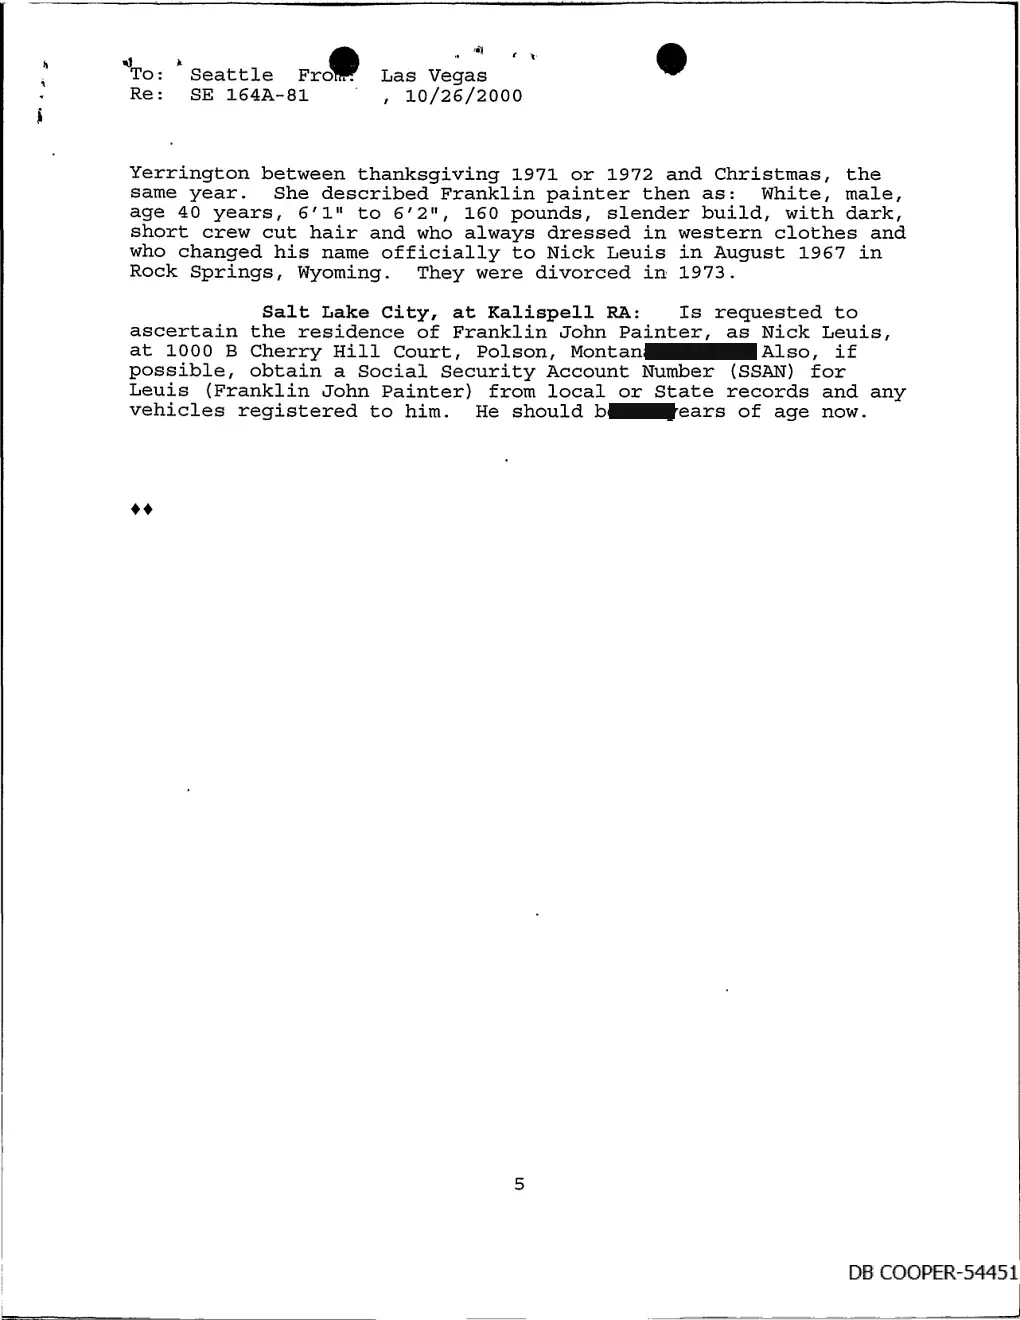 To: Seattle From: Las Vegas
Re: SE 164A-81 , 10/26/2000
Yerrington between thanksgiving 1971 or 1972 and Christmas, the
same year. She described Franklin painter then as: White, male,
age 40 years, 6'1" to 6'2", 160 pounds, slender build, with dark,
short crew cut hair and who always dressed in western clothes and
who changed his name officially to Nick Leuis in August 1967 in
Rock Springs, Wyoming. They were divorced in 1973.
Salt Lake City, at Kalispell RA: Is requested to
ascertain the residence of Franklin John Painter, as Nick Leuis,
at 1000 B Cherry Hill Court, Polson, Montan Also, if
possible, obtain a Social Security Account Number (SSAN) for
Leuis (Franklin John Painter) from local or State records and any
vehicles registered to him. He should b years of age now.
♦♦
5
DB COOPER-54451